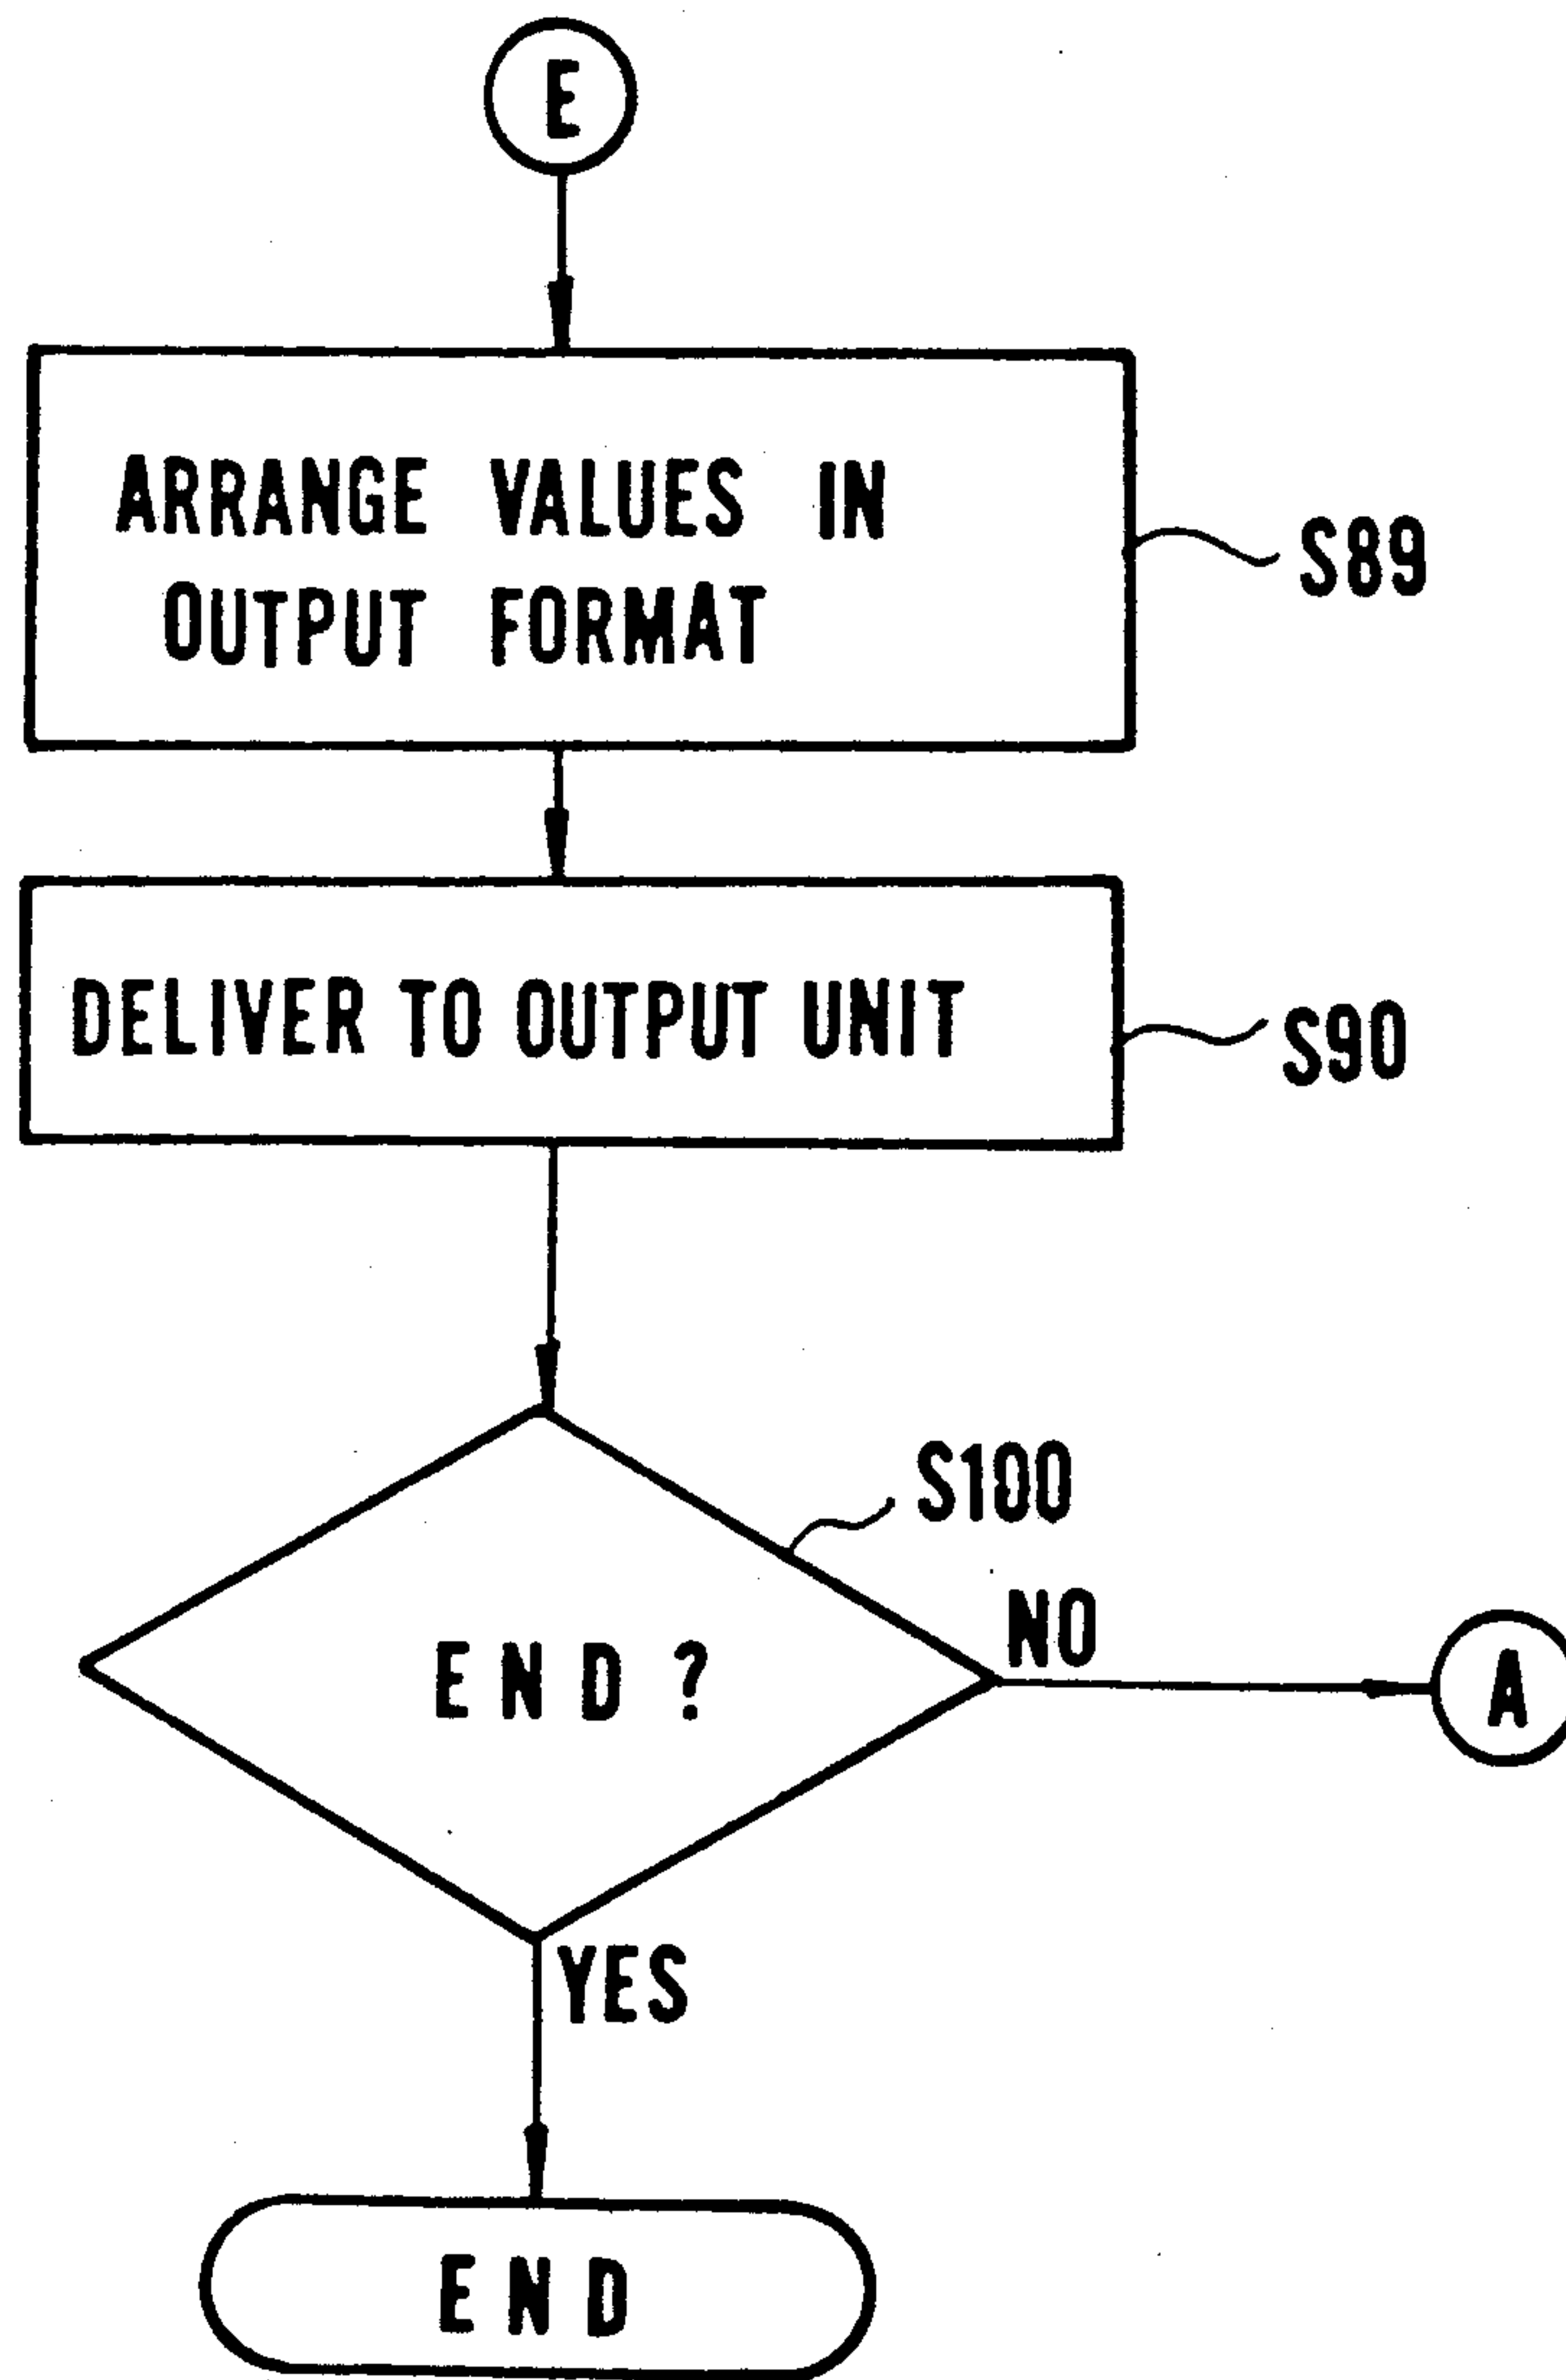 E
ARRANGE VALUES IN
OUTPUT FORMAT
S89
DELIVER TO OUTPUT UNIT
S90
S100
END?
NO
A
YES
END